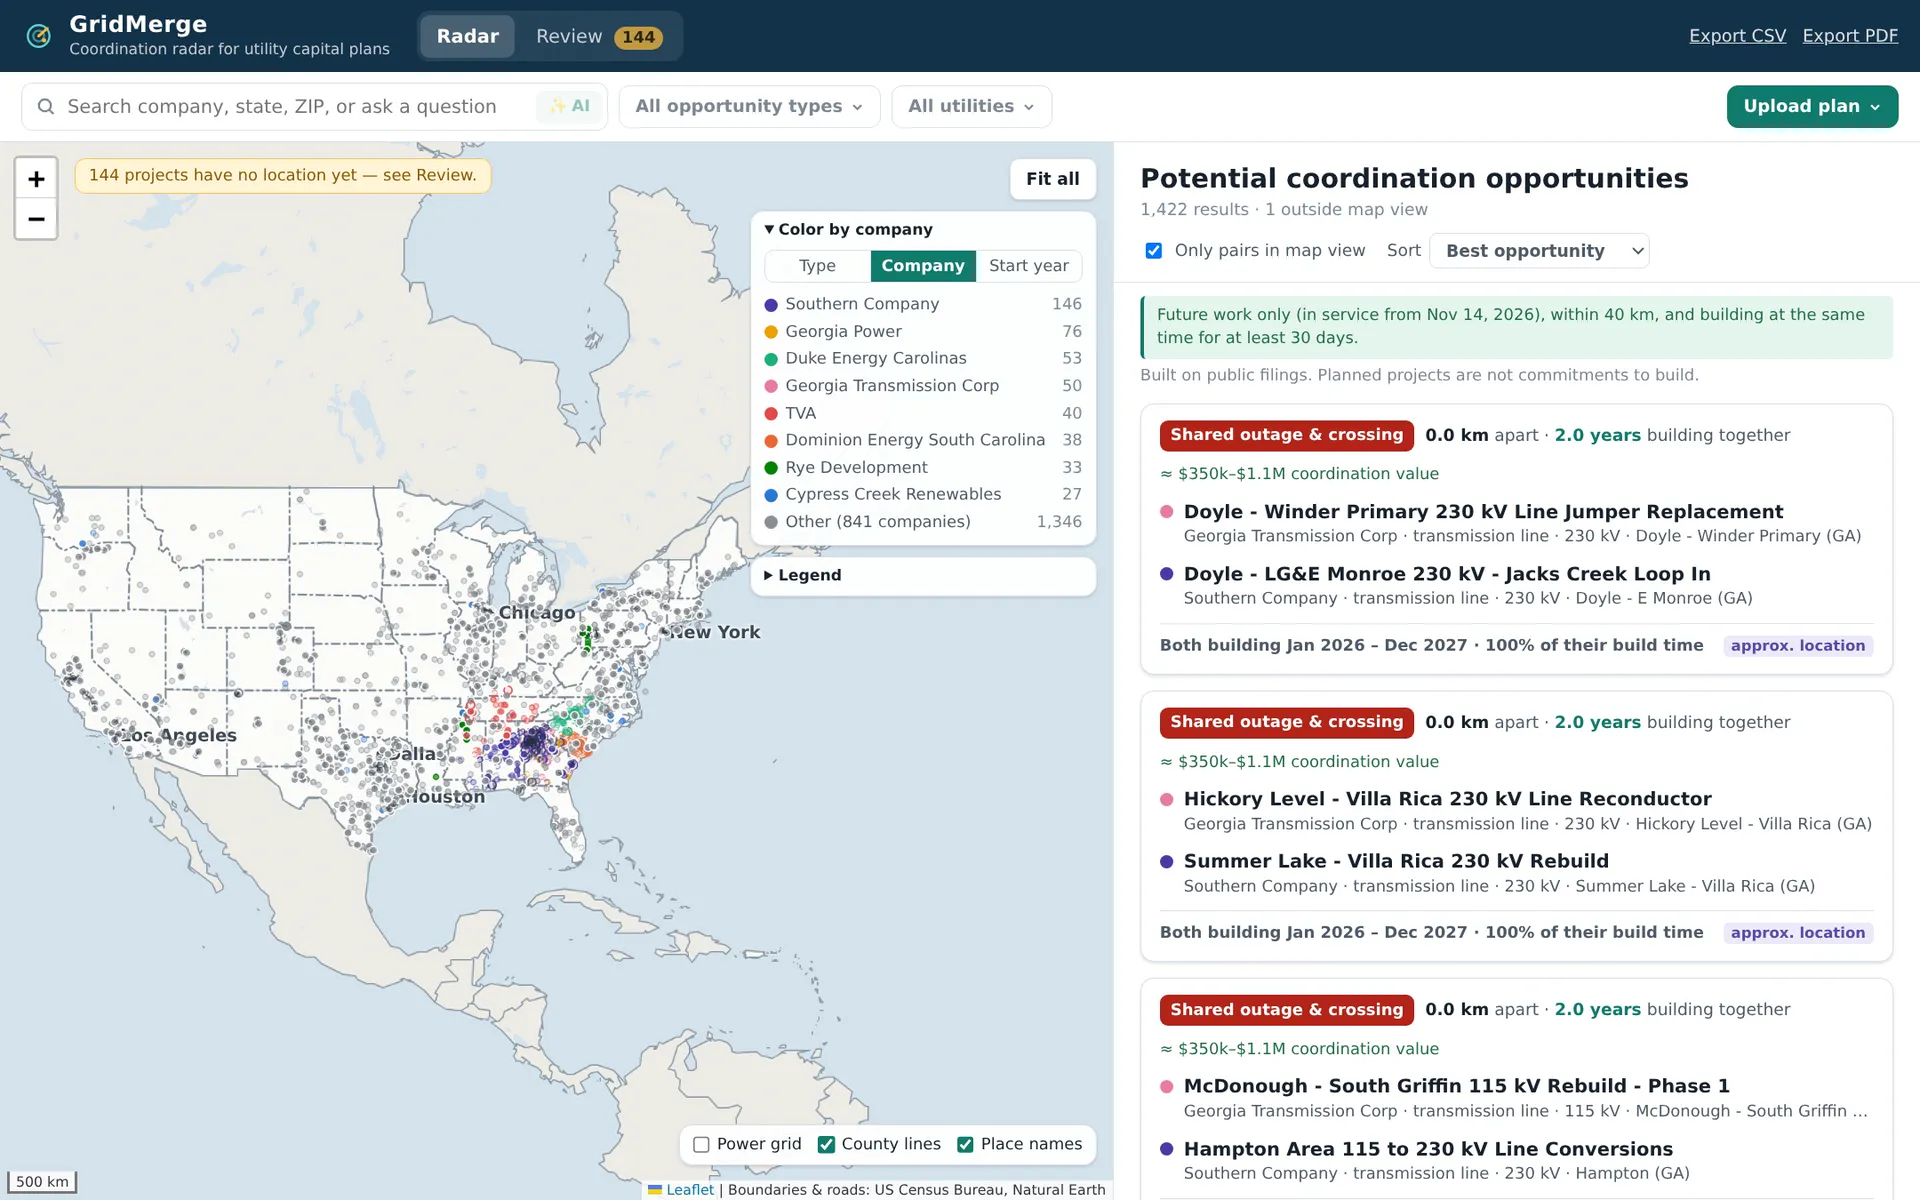 GridMerge
Coordination radar for utility capital plans
Radar
Review 144
Export CSV
Export PDF
Search company, state, ZIP, or ask a question
✨ AI
All opportunity types
All utilities
Upload plan
+
−
144 projects have no location yet — see Review.
Fit all
▼ Color by company
Type
Company
Start year
Southern Company 146
Georgia Power 76
Duke Energy Carolinas 53
Georgia Transmission Corp 50
TVA 40
Dominion Energy South Carolina 38
Rye Development 33
Cypress Creek Renewables 27
Other (841 companies) 1,346
▶ Legend
Chicago
New York
Los Angeles
Dalla
Houston
Power grid
County lines
Place names
500 km
Leaflet | Boundaries & roads: US Census Bureau, Natural Earth
Potential coordination opportunities
1,422 results · 1 outside map view
Only pairs in map view
Sort
Best opportunity
Future work only (in service from Nov 14, 2026), within 40 km, and building at the same
time for at least 30 days.
Built on public filings. Planned projects are not commitments to build.
Shared outage & crossing 0.0 km apart · 2.0 years building together
≈ $350k–$1.1M coordination value
Doyle - Winder Primary 230 kV Line Jumper Replacement
Georgia Transmission Corp · transmission line · 230 kV · Doyle - Winder Primary (GA)
Doyle - LG&E Monroe 230 kV - Jacks Creek Loop In
Southern Company · transmission line · 230 kV · Doyle - E Monroe (GA)
Both building Jan 2026 – Dec 2027 · 100% of their build time
approx. location
Shared outage & crossing 0.0 km apart · 2.0 years building together
≈ $350k–$1.1M coordination value
Hickory Level - Villa Rica 230 kV Line Reconductor
Georgia Transmission Corp · transmission line · 230 kV · Hickory Level - Villa Rica (GA)
Summer Lake - Villa Rica 230 kV Rebuild
Southern Company · transmission line · 230 kV · Summer Lake - Villa Rica (GA)
Both building Jan 2026 – Dec 2027 · 100% of their build time
approx. location
Shared outage & crossing 0.0 km apart · 2.0 years building together
≈ $350k–$1.1M coordination value
McDonough - South Griffin 115 kV Rebuild - Phase 1
Georgia Transmission Corp · transmission line · 115 kV · McDonough - South Griffin ...
Hampton Area 115 to 230 kV Line Conversions
Southern Company · transmission line · 230 kV · Hampton (GA)